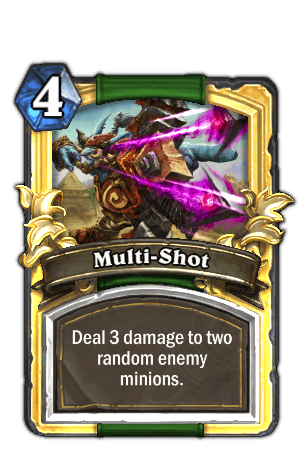 4
Multi-Shot
Deal 3 damage to two
random enemy
minions.